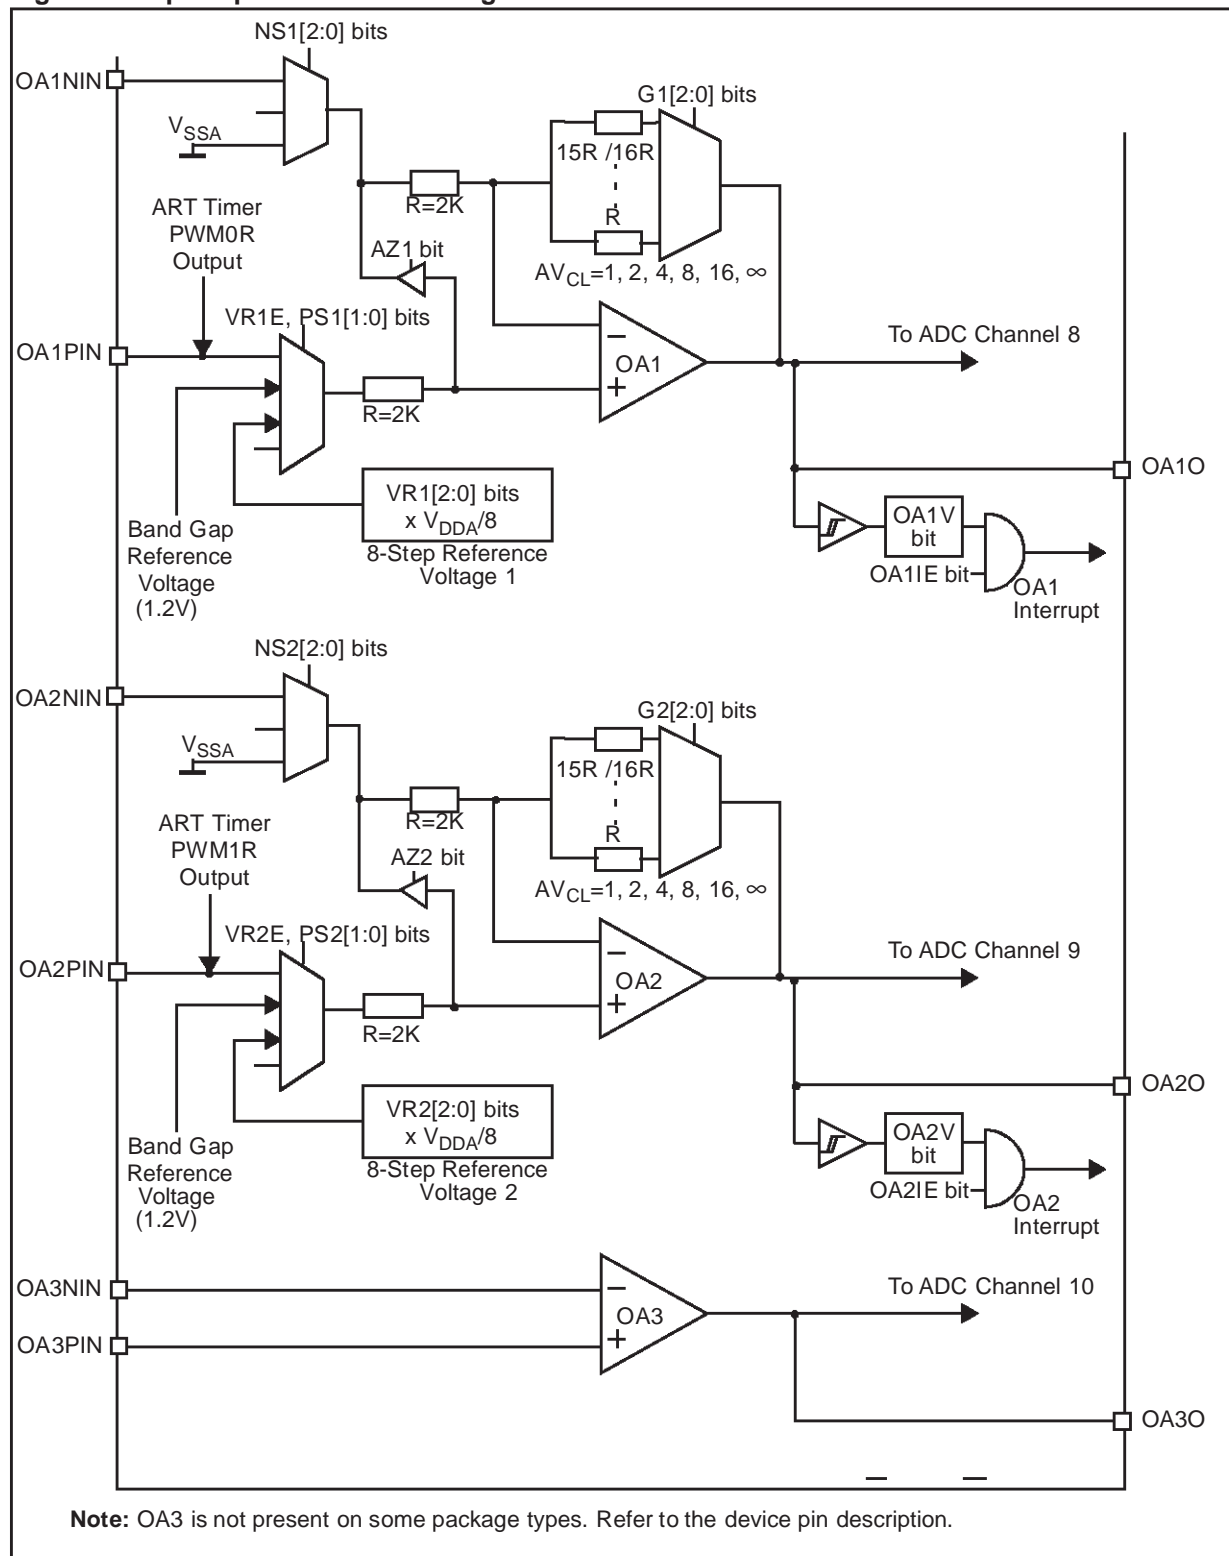 NS1[2:0] bits
OA1NIN
G1[2:0] bits
VSSA
15R /16R
R=2K
R
ART Timer
PWM0R
Output
AZ1 bit
AVCL=1, 2, 4, 8, 16, ∞
VR1E, PS1[1:0] bits
To ADC Channel 8
OA1PIN
−
OA1
+
R=2K
OA1O
VR1[2:0] bits
x VDDA/8
8-Step Reference
Voltage 1
Band Gap
Reference
Voltage
(1.2V)
OA1V
bit
OA1IE bit
OA1
Interrupt
NS2[2:0] bits
OA2NIN
G2[2:0] bits
VSSA
15R /16R
R=2K
R
ART Timer
PWM1R
Output
AZ2 bit
AVCL=1, 2, 4, 8, 16, ∞
VR2E, PS2[1:0] bits
To ADC Channel 9
OA2PIN
−
OA2
+
R=2K
OA2O
VR2[2:0] bits
x VDDA/8
8-Step Reference
Voltage 2
Band Gap
Reference
Voltage
(1.2V)
OA2V
bit
OA2IE bit
OA2
Interrupt
OA3NIN
−
To ADC Channel 10
OA3
OA3PIN
+
OA3O
Note: OA3 is not present on some package types. Refer to the device pin description.